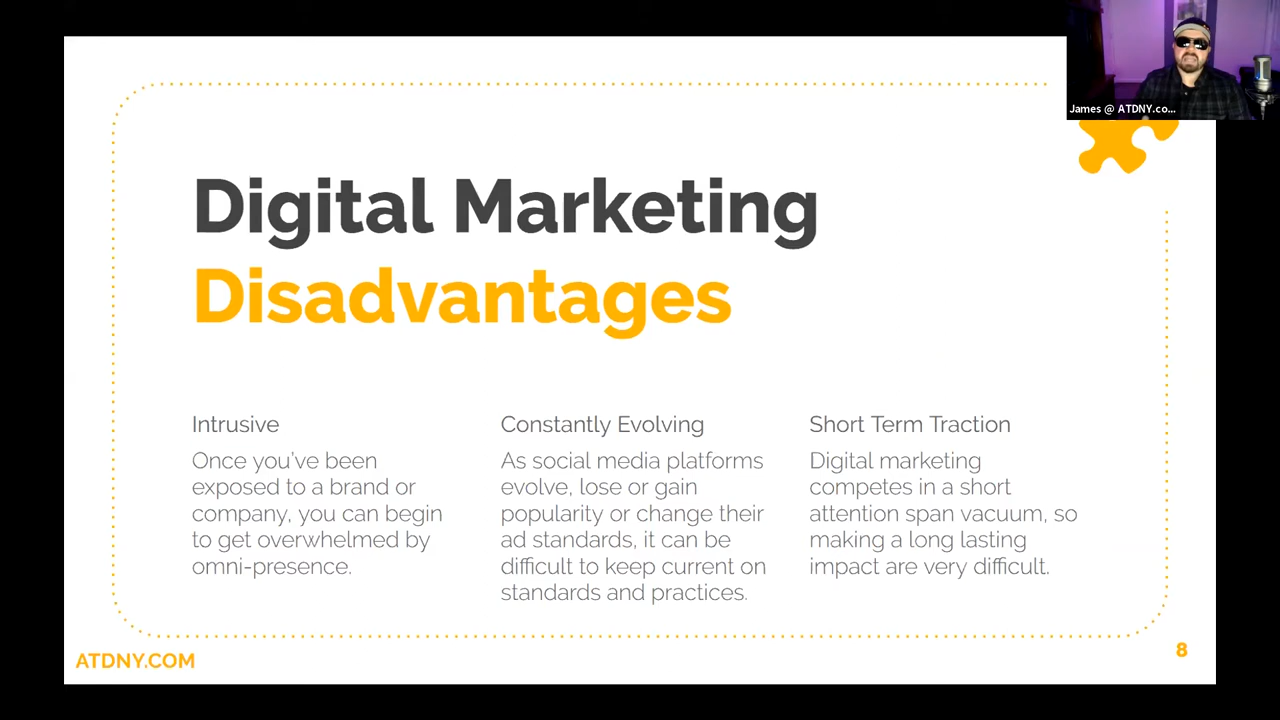 James @ ATDNY.co...
Digital Marketing
Disadvantages
Intrusive
Once you've been
exposed to a brand or
company, you can begin
to get overwhelmed by
omni-presence.
Constantly Evolving
As social media platforms
evolve, lose or gain
popularity or change their
ad standards, it can be
difficult to keep current on
standards and practices.
Short Term Traction
Digital marketing
competes in a short
attention span vacuum, so
making a long lasting
impact are very difficult.
ATDNY.COM
8